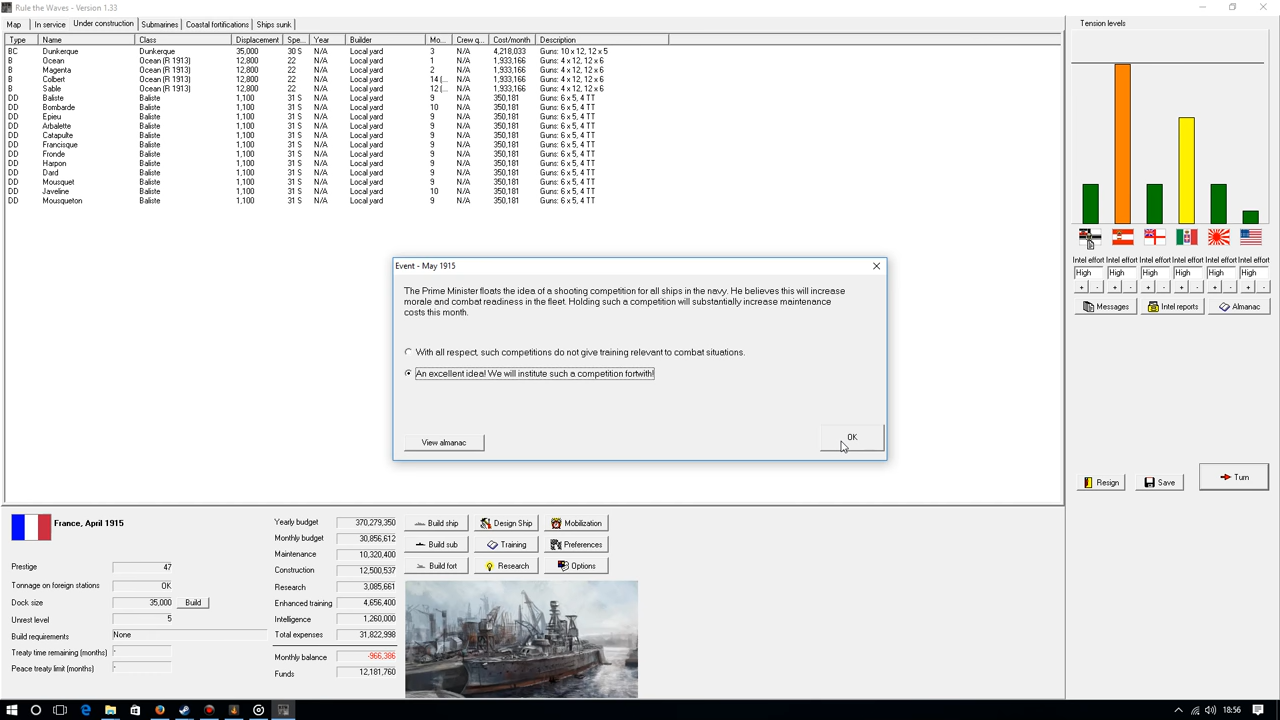 Rule the Waves - Version 1.33
Map In service Under construction Submarines Coastal fortifications Ships sunk
Type Name Class Displacement Spe... Year Builder Mo... Crew q... Cost/month Description
BC Dunkerque Dunkerque 35,000 30 S N/A Local yard 3 N/A 4,218,033 Guns: 10 x 12, 12 x 5
B Ocean Ocean (R 1913) 12,800 22 N/A Local yard 1 N/A 1,933,166 Guns: 4 x 12, 12 x 6
B Magenta Ocean (R 1913) 12,800 22 N/A Local yard 2 N/A 1,933,166 Guns: 4 x 12, 12 x 6
B Colbert Ocean (R 1913) 12,800 22 N/A Local yard 14 (... N/A 1,933,166 Guns: 4 x 12, 12 x 6
B Sable Ocean (R 1913) 12,800 22 N/A Local yard 12 (... N/A 1,933,166 Guns: 4 x 12, 12 x 6
DD Baliste Baliste 1,100 31 S N/A Local yard 9 N/A 350,181 Guns: 6 x 5, 4 TT
DD Bombarde Baliste 1,100 31 S N/A Local yard 10 N/A 350,181 Guns: 6 x 5, 4 TT
DD Epieu Baliste 1,100 31 S N/A Local yard 9 N/A 350,181 Guns: 6 x 5, 4 TT
DD Arbalette Baliste 1,100 31 S N/A Local yard 9 N/A 350,181 Guns: 6 x 5, 4 TT
DD Catapulte Baliste 1,100 31 S N/A Local yard 9 N/A 350,181 Guns: 6 x 5, 4 TT
DD Francisque Baliste 1,100 31 S N/A Local yard 9 N/A 350,181 Guns: 6 x 5, 4 TT
DD Fronde Baliste 1,100 31 S N/A Local yard 9 N/A 350,181 Guns: 6 x 5, 4 TT
DD Harpon Baliste 1,100 31 S N/A Local yard 9 N/A 350,181 Guns: 6 x 5, 4 TT
DD Dard Baliste 1,100 31 S N/A Local yard 9 N/A 350,181 Guns: 6 x 5, 4 TT
DD Mousquet Baliste 1,100 31 S N/A Local yard 9 N/A 350,181 Guns: 6 x 5, 4 TT
DD Javeline Baliste 1,100 31 S N/A Local yard 10 N/A 350,181 Guns: 6 x 5, 4 TT
DD Mousqueton Baliste 1,100 31 S N/A Local yard 9 N/A 350,181 Guns: 6 x 5, 4 TT
Tension levels
Intel effort Intel effort Intel effort Intel effort Intel effort Intel effort
High High High High High High
+ - + - + - + - + - + -
Messages Intel reports Almanac
Event - May 1915
The Prime Minister floats the idea of a shooting competition for all ships in the navy. He believes this will increase
morale and combat readiness in the fleet. Holding such a competition will substantially increase maintenance
costs this month.
With all respect, such competitions do not give training relevant to combat situations.
An excellent idea! We will institute such a competition fortwith!
View almanac OK
Resign Save Turn
France, April 1915
Prestige 47
Tonnage on foreign stations OK
Dock size 35,000 Build
Unrest level 5
Build requirements None
Treaty time remaining (months) -
Peace treaty limit (months) -
Yearly budget 370,279,350
Monthly budget 30,856,612
Maintenance 10,320,400
Construction 12,500,537
Research 3,085,661
Enhanced training 4,656,400
Intelligence 1,260,000
Total expenses 31,822,998
Monthly balance -966,386
Funds 12,181,760
Build ship Design Ship Mobilization
Build sub Training Preferences
Build fort Research Options
18:56